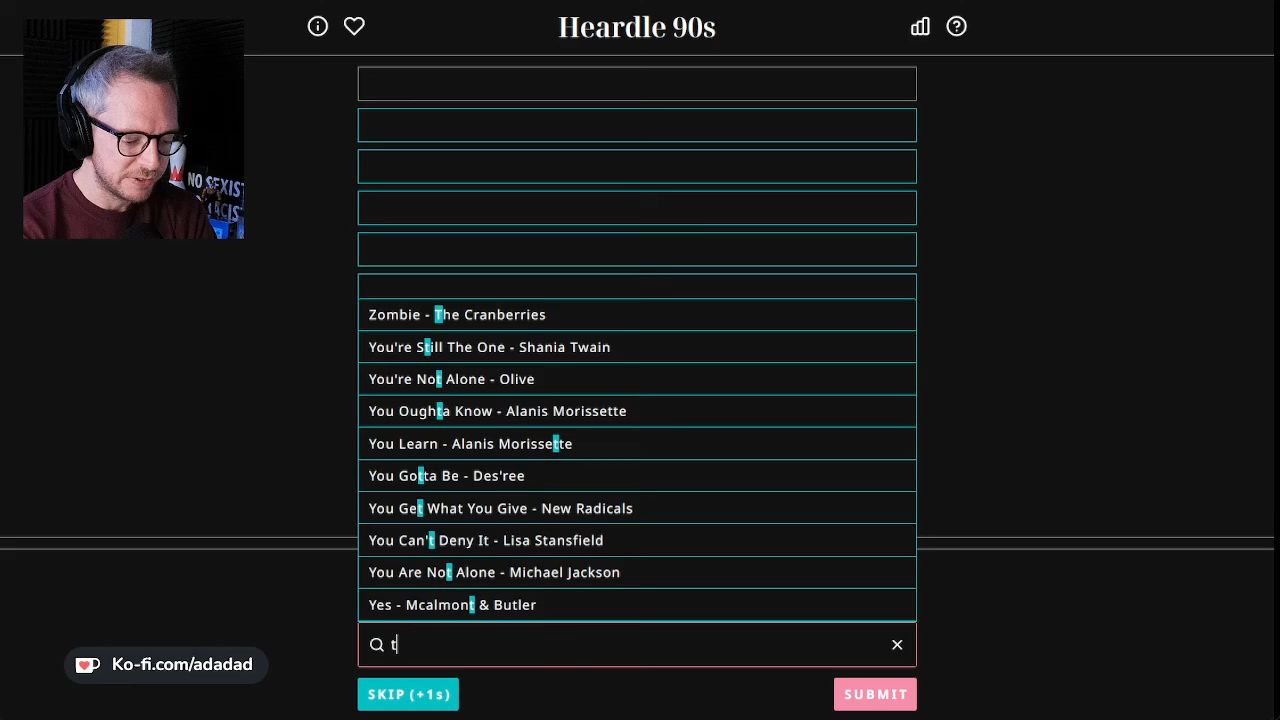 Heardle 90s
NO SEXIST
Zombie - The Cranberries
You're Still The One - Shania Twain
You're Not Alone - Olive
You Oughta Know - Alanis Morissette
You Learn - Alanis Morissette
You Gotta Be - Des'ree
You Get What You Give - New Radicals
You Can't Deny It - Lisa Stansfield
You Are Not Alone - Michael Jackson
Yes - Mcalmont & Butler
t
Ko-fi.com/adadad
SKIP (+1s)
SUBMIT